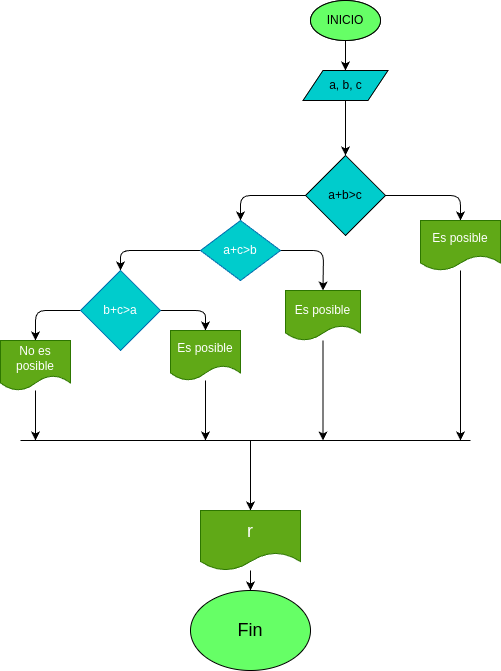 INICIO
a, b, c
a+b>c
Es posible
a+c>b
Es posible
b+c>a
Es posible
No es
posible
r
Fin